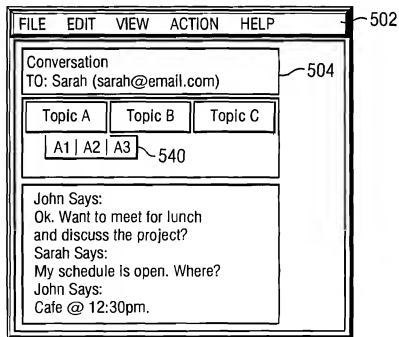 FILE EDIT VIEW ACTION HELP
502
Conversation
TO: Sarah (sarah@email.com)
504
Topic A Topic B Topic C
A1 | A2 | A3
540
John Says:
Ok. Want to meet for lunch
and discuss the project?
Sarah Says:
My schedule is open. Where?
John Says:
Cafe @ 12:30pm.